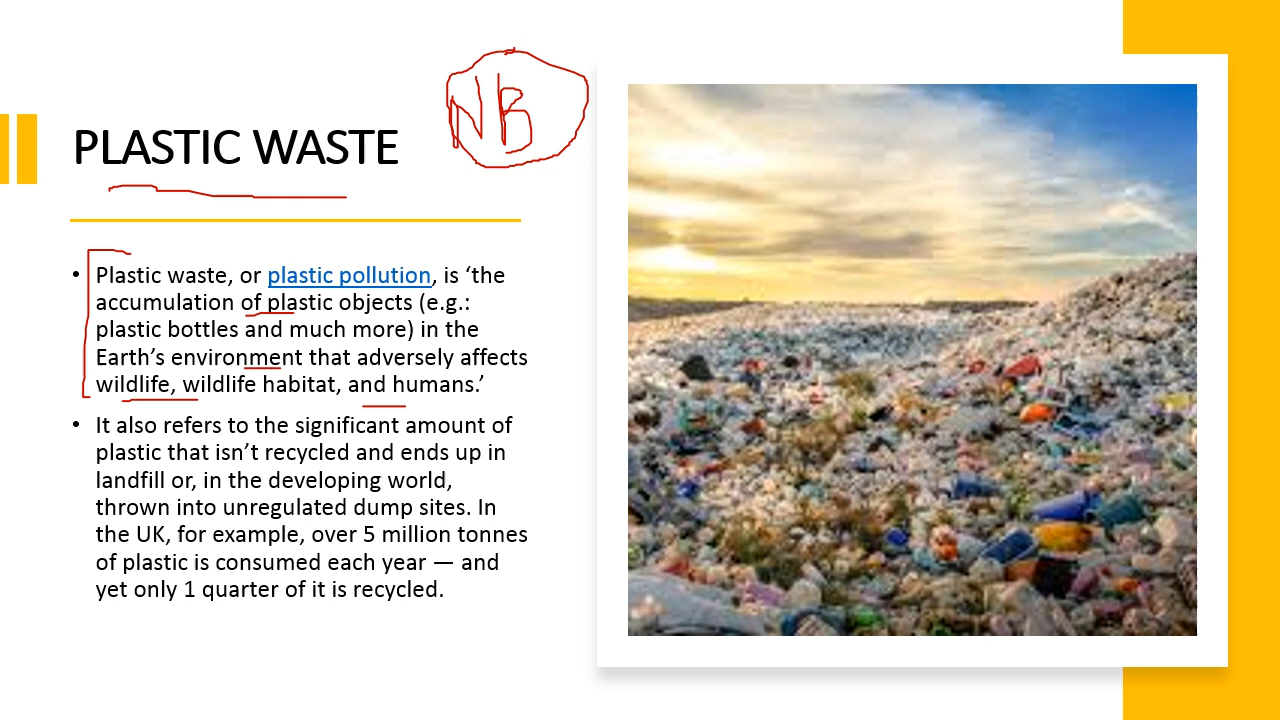 NB
PLASTIC WASTE
• Plastic waste, or plastic pollution, is ‘the
accumulation of plastic objects (e.g.:
plastic bottles and much more) in the
Earth’s environment that adversely affects
wildlife, wildlife habitat, and humans.’
• It also refers to the significant amount of
plastic that isn’t recycled and ends up in
landfill or, in the developing world,
thrown into unregulated dump sites. In
the UK, for example, over 5 million tonnes
of plastic is consumed each year — and
yet only 1 quarter of it is recycled.